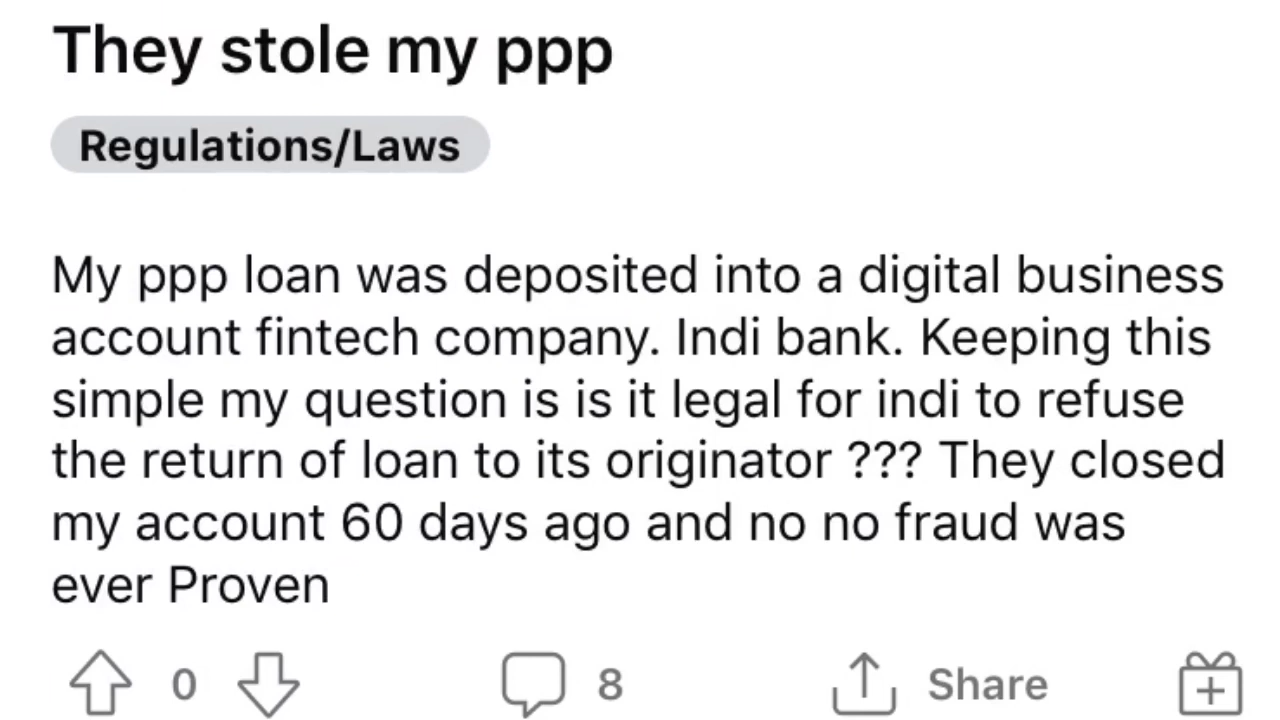 They stole my ppp
Regulations/Laws
My ppp loan was deposited into a digital business
account fintech company. Indi bank. Keeping this
simple my question is is it legal for indi to refuse
the return of loan to its originator ??? They closed
my account 60 days ago and no no fraud was
ever Proven
0 8 Share